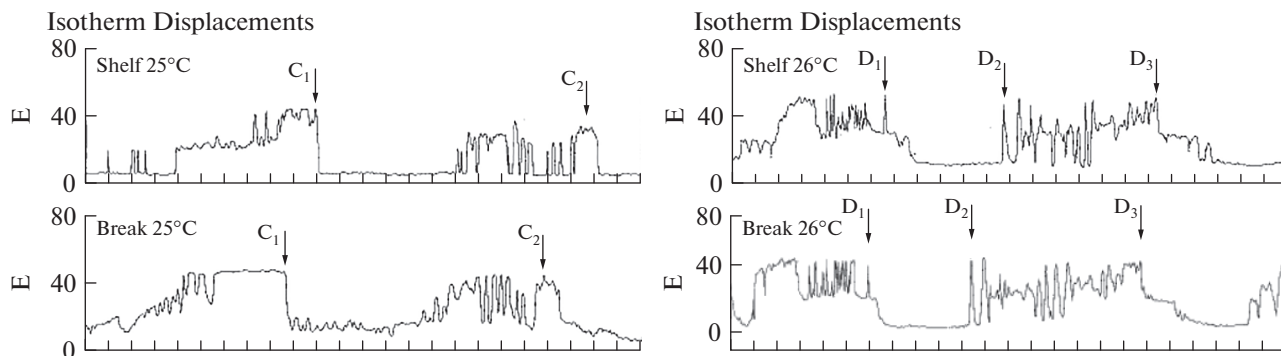 Isotherm Displacements
80
Shelf 25°C
C1
C2
40
E
0
80
Break 25°C
C1
C2
40
E
0
Isotherm Displacements
80
Shelf 26°C
D1
D2
D3
40
E
0
80
Break 26°C
D1
D2
D3
40
E
0